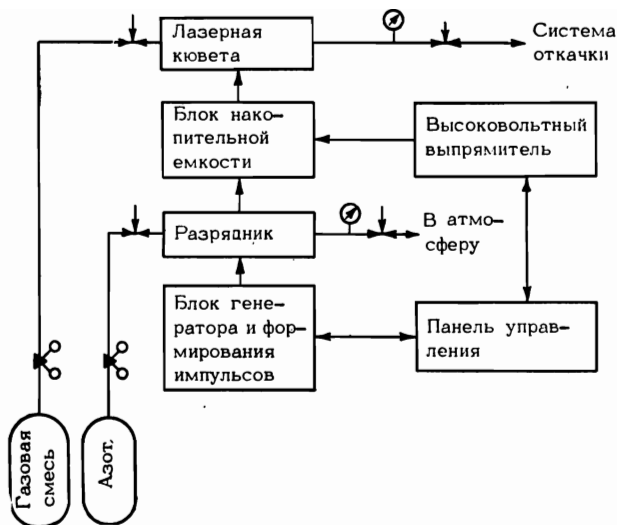 Лазерная
кювета
Система
откачки
Блок нако-
пительной
емкости
Высоковольтный
выпрямитель
Разрядник
В атмо-
сферу
Блок гене-
ратора и фор-
мирования
импульсов
Панель управ-
ления
Газовая
смесь
Азот.